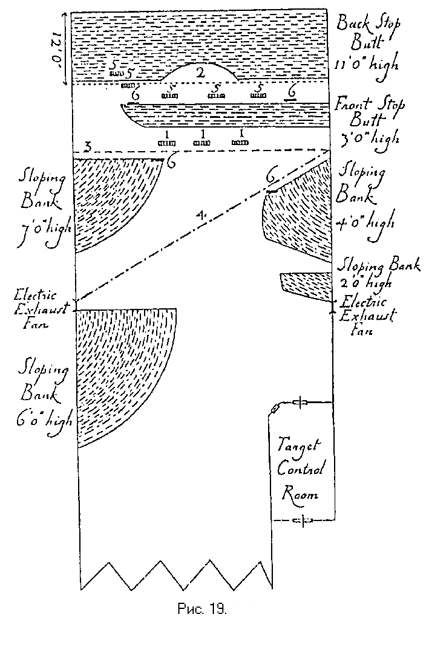 12'0"
Back Stop
Butt
11'0" high
5
5
2
6
5
5
5
6
Front Stop
Butt
3'0" high
1
1
1
3
6
Sloping
Bank
7'0" high
6
Sloping
Bank
4'0" high
4.
Sloping Bank
2'0" high
Electric
Exhaust
Fan
Electric
Exhaust
Fan
Sloping
Bank
6'0" high
Target
Control
Room
Рис. 19.